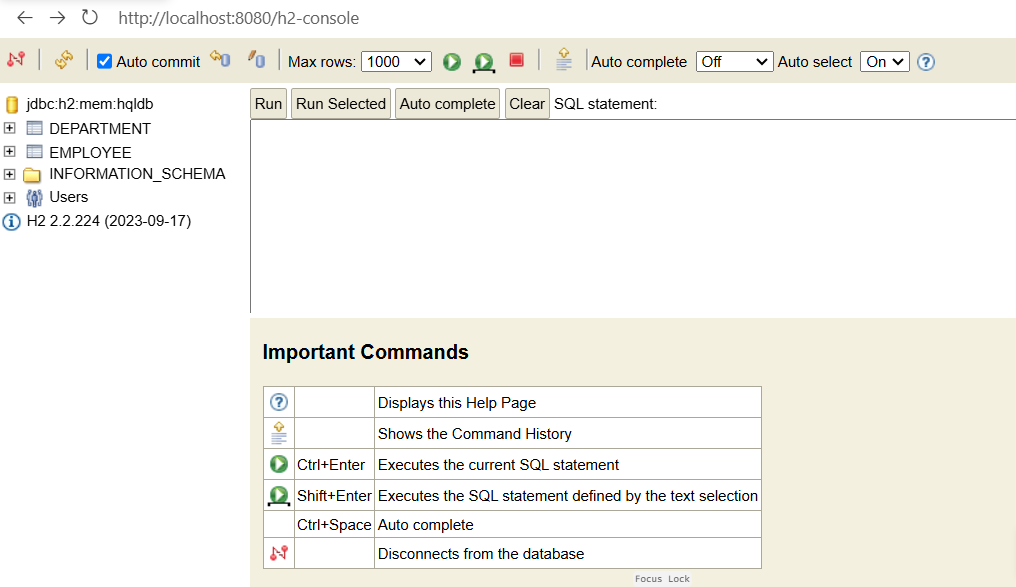 http://localhost:8080/h2-console
Auto commit Max rows: 1000 Auto complete Off Auto select On ?
jdbc:h2:mem:hqldb
DEPARTMENT
EMPLOYEE
INFORMATION_SCHEMA
Users
H2 2.2.224 (2023-09-17)
Run Run Selected Auto complete Clear SQL statement:
Important Commands
? Displays this Help Page
Shows the Command History
Ctrl+Enter Executes the current SQL statement
Shift+Enter Executes the SQL statement defined by the text selection
Ctrl+Space Auto complete
Disconnects from the database
Focus Lock